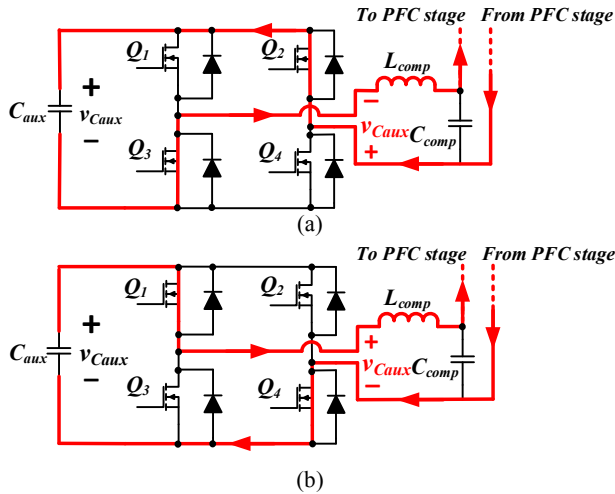 To PFC stage From PFC stage
Q1 Q2 Lcomp
+
Caux vCaux
−
−
vCaux Ccomp
+
Q3 Q4
(a)
To PFC stage From PFC stage
Q1 Q2 Lcomp
+
Caux vCaux
−
+
vCaux Ccomp
−
Q3 Q4
(b)